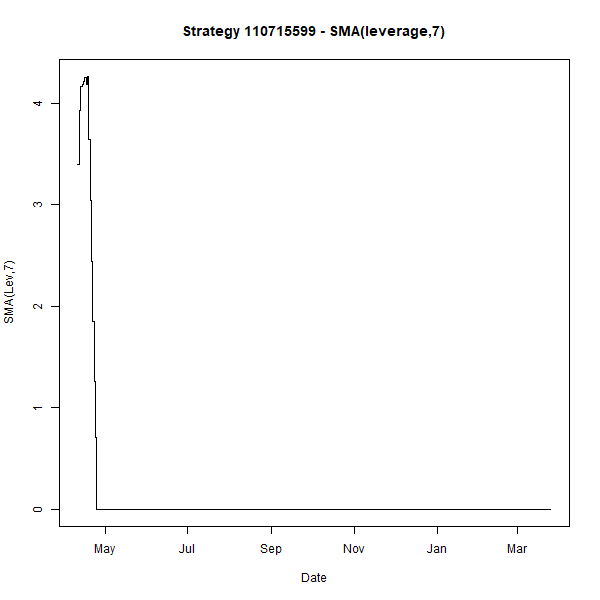 Strategy 110715599 - SMA(leverage,7)
SMA(Lev,7)
4
3
2
1
0
May Jul Sep Nov Jan Mar
Date